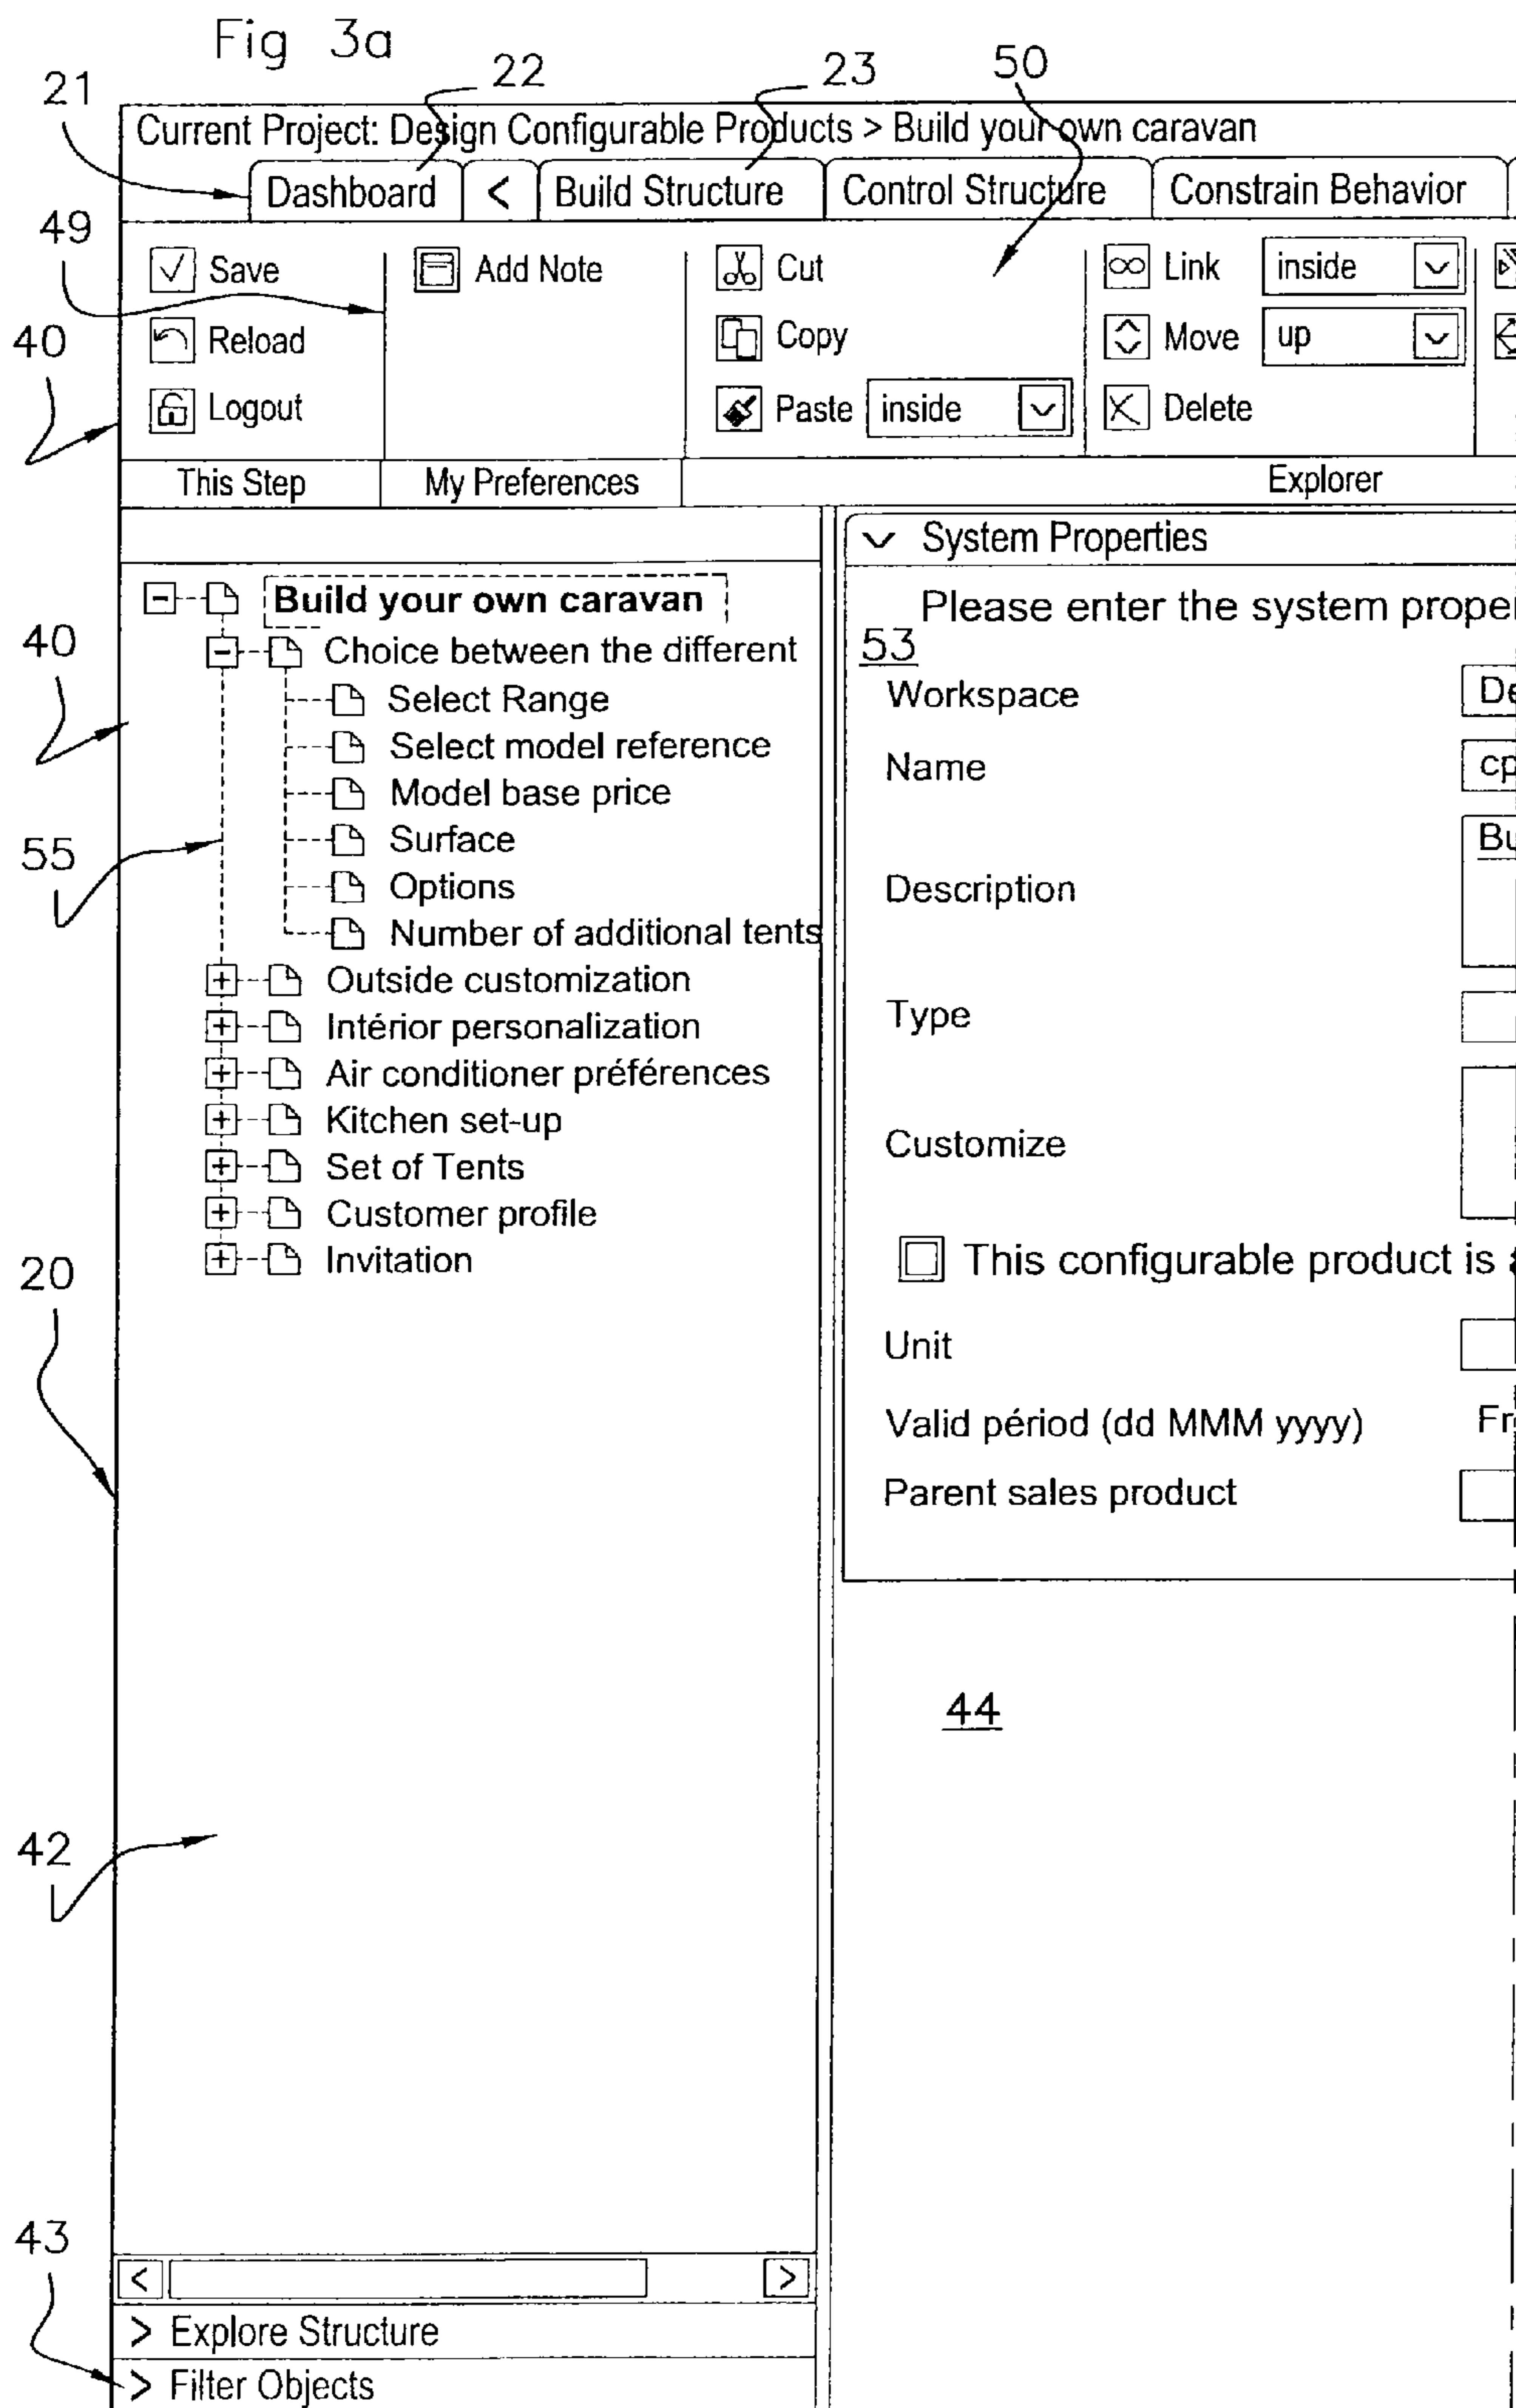 Fig 3a
21
22
23
50
Current Project: Design Configurable Products > Build your own caravan
Dashboard < Build Structure Control Structure Constrain Behavior
49
Save Add Note Cut Link inside
40
Reload Copy Move up
Logout Paste inside Delete
This Step My Preferences Explorer
System Properties
Build your own caravan
Please enter the system
40
Choice between the different
53
Select Range
Workspace
Select model reference
Name
Model base price
55
Surface
Options
Description
Number of additional tents
Outside customization
Type
Intérior personalization
Air conditioner préférences
Kitchen set-up
Customize
Set of Tents
Customer profile
Invitation
This configurable product is
20
Unit
Valid périod (dd MMM yyyy)
Parent sales product
44
42
43
< >
> Explore Structure
> Filter Objects